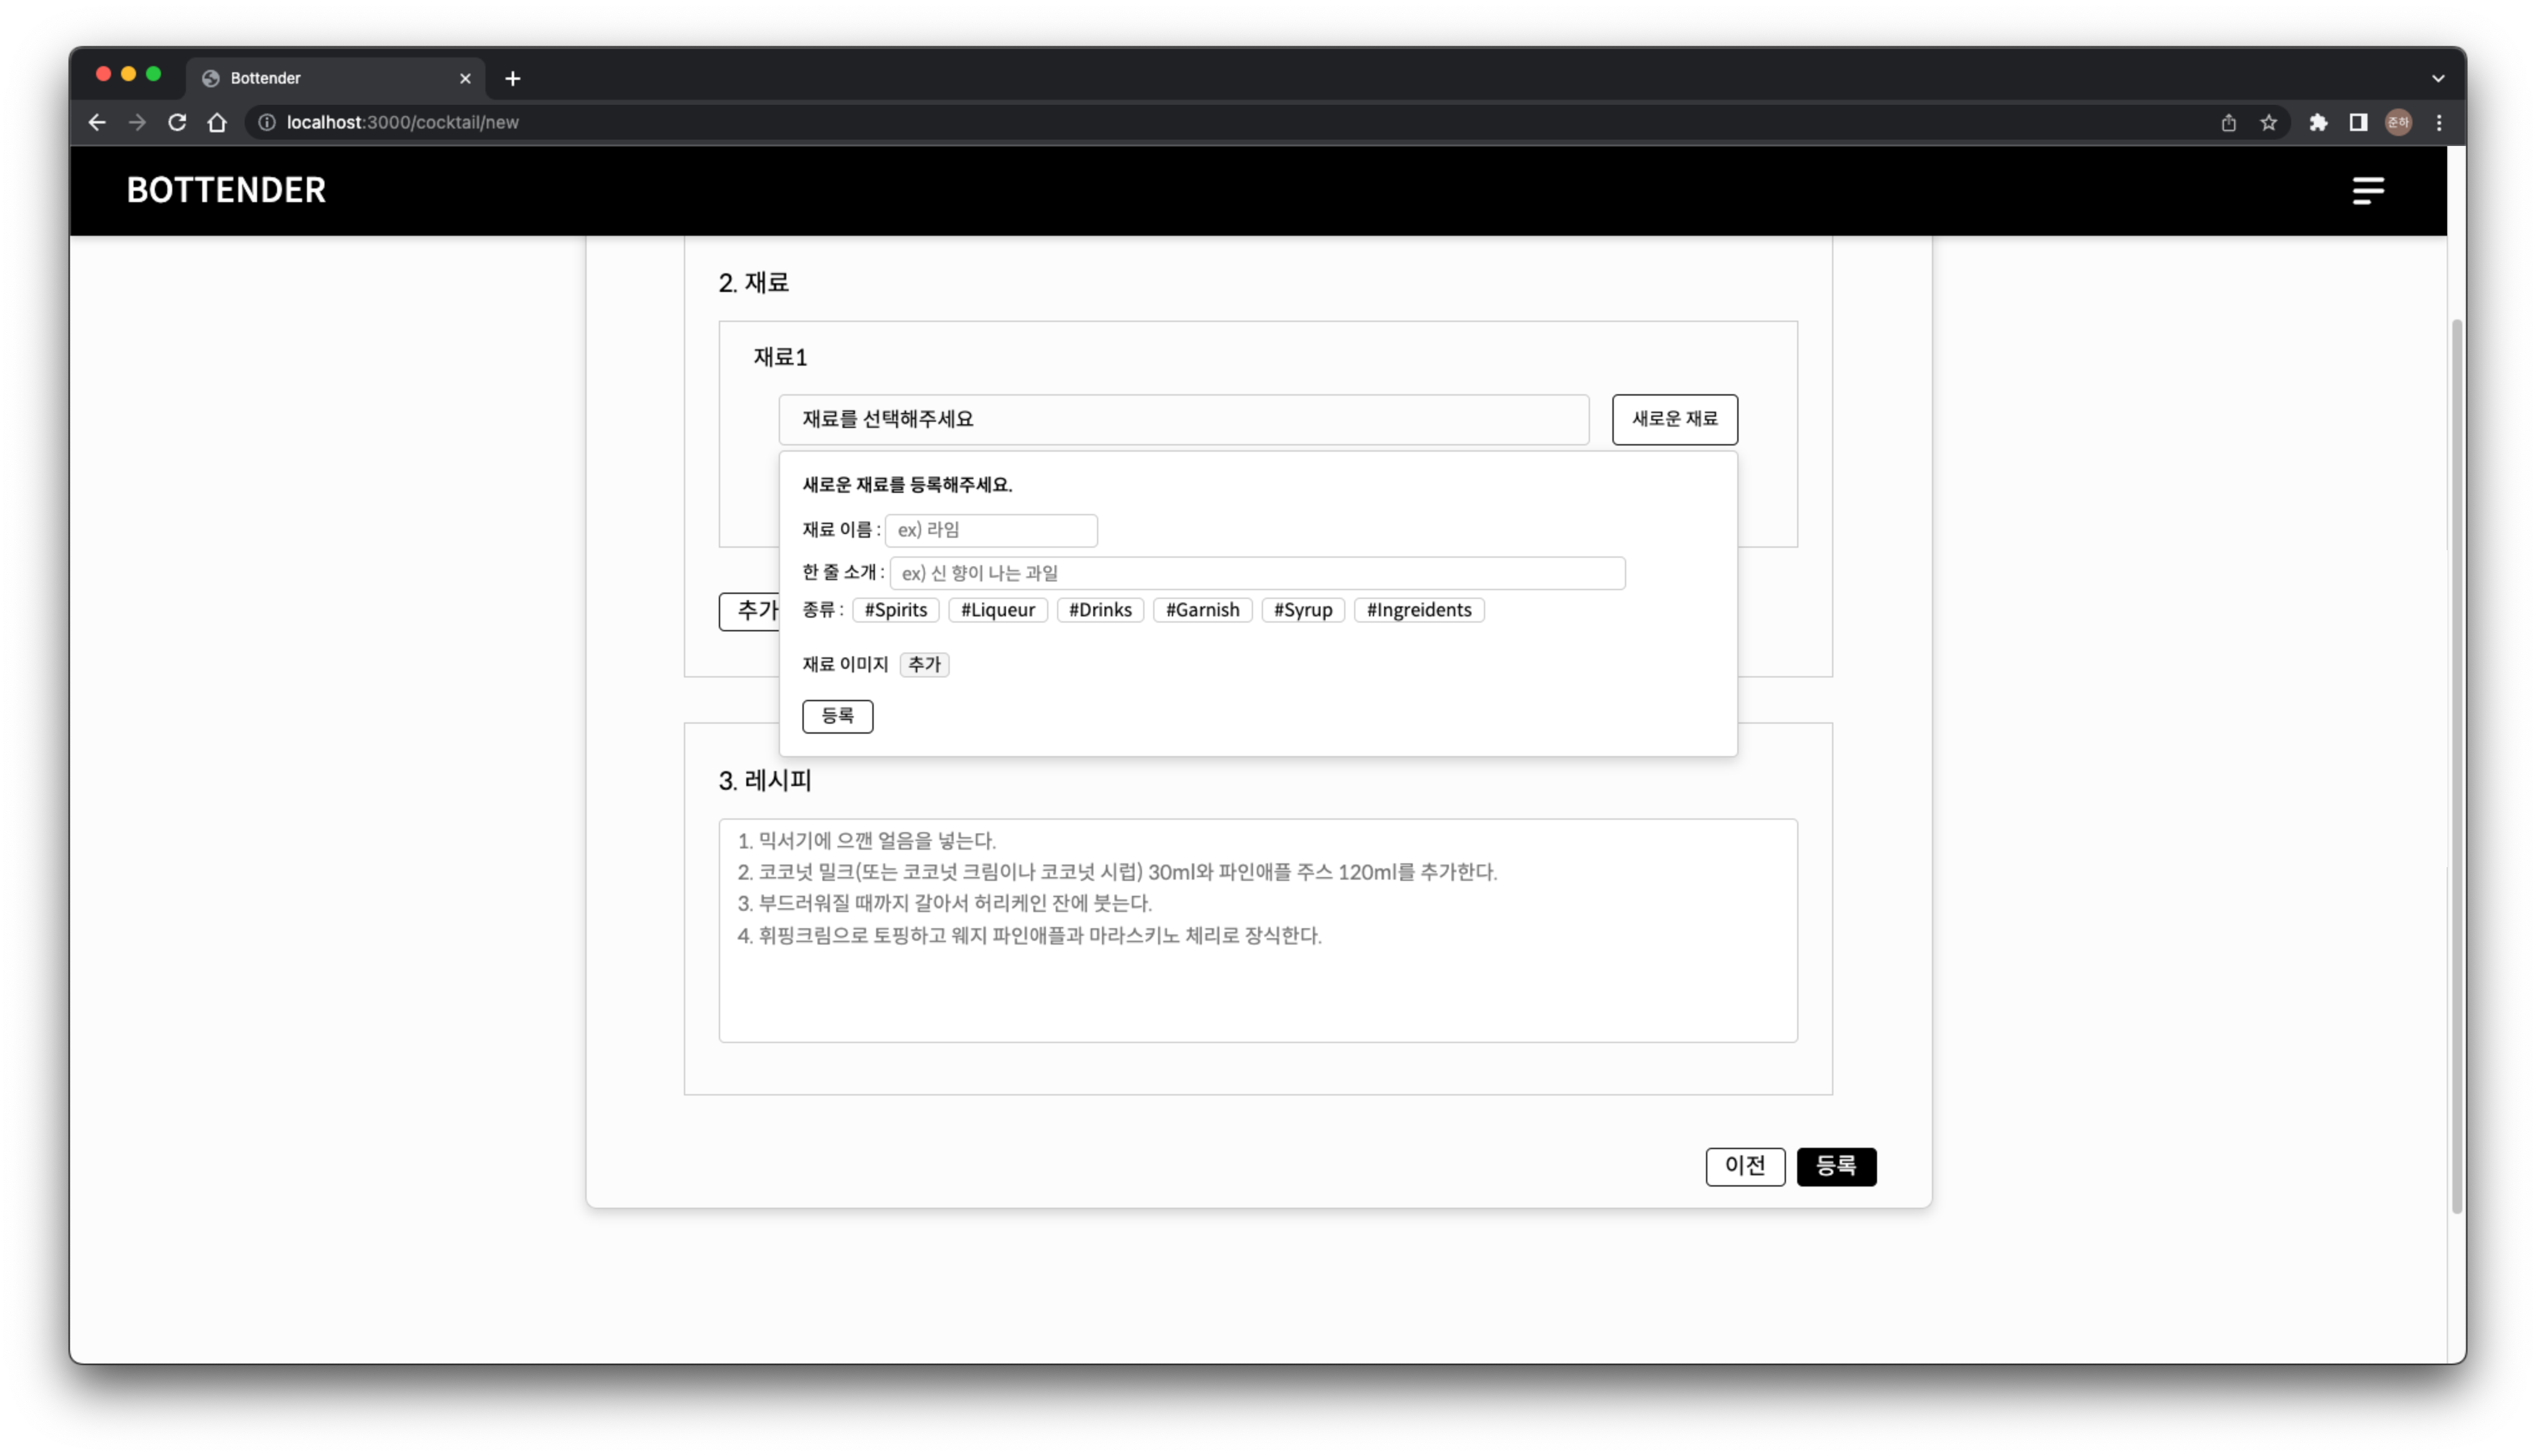 Bottender
localhost:3000/cocktail/new
준하
BOTTENDER
2. 재료
재료1
재료를 선택해주세요
새로운 재료
새로운 재료를 등록해주세요.
재료 이름 : ex) 라임
한 줄 소개 : ex) 신 향이 나는 과일
추가
종류 : #Spirits #Liqueur #Drinks #Garnish #Syrup #Ingreidents
재료 이미지 추가
등록
3. 레시피
1. 믹서기에 으깬 얼음을 넣는다.
2. 코코넛 밀크(또는 코코넛 크림이나 코코넛 시럽) 30ml와 파인애플 주스 120ml를 추가한다.
3. 부드러워질 때까지 갈아서 허리케인 잔에 붓는다.
4. 휘핑크림으로 토핑하고 웨지 파인애플과 마라스키노 체리로 장식한다.
이전 등록